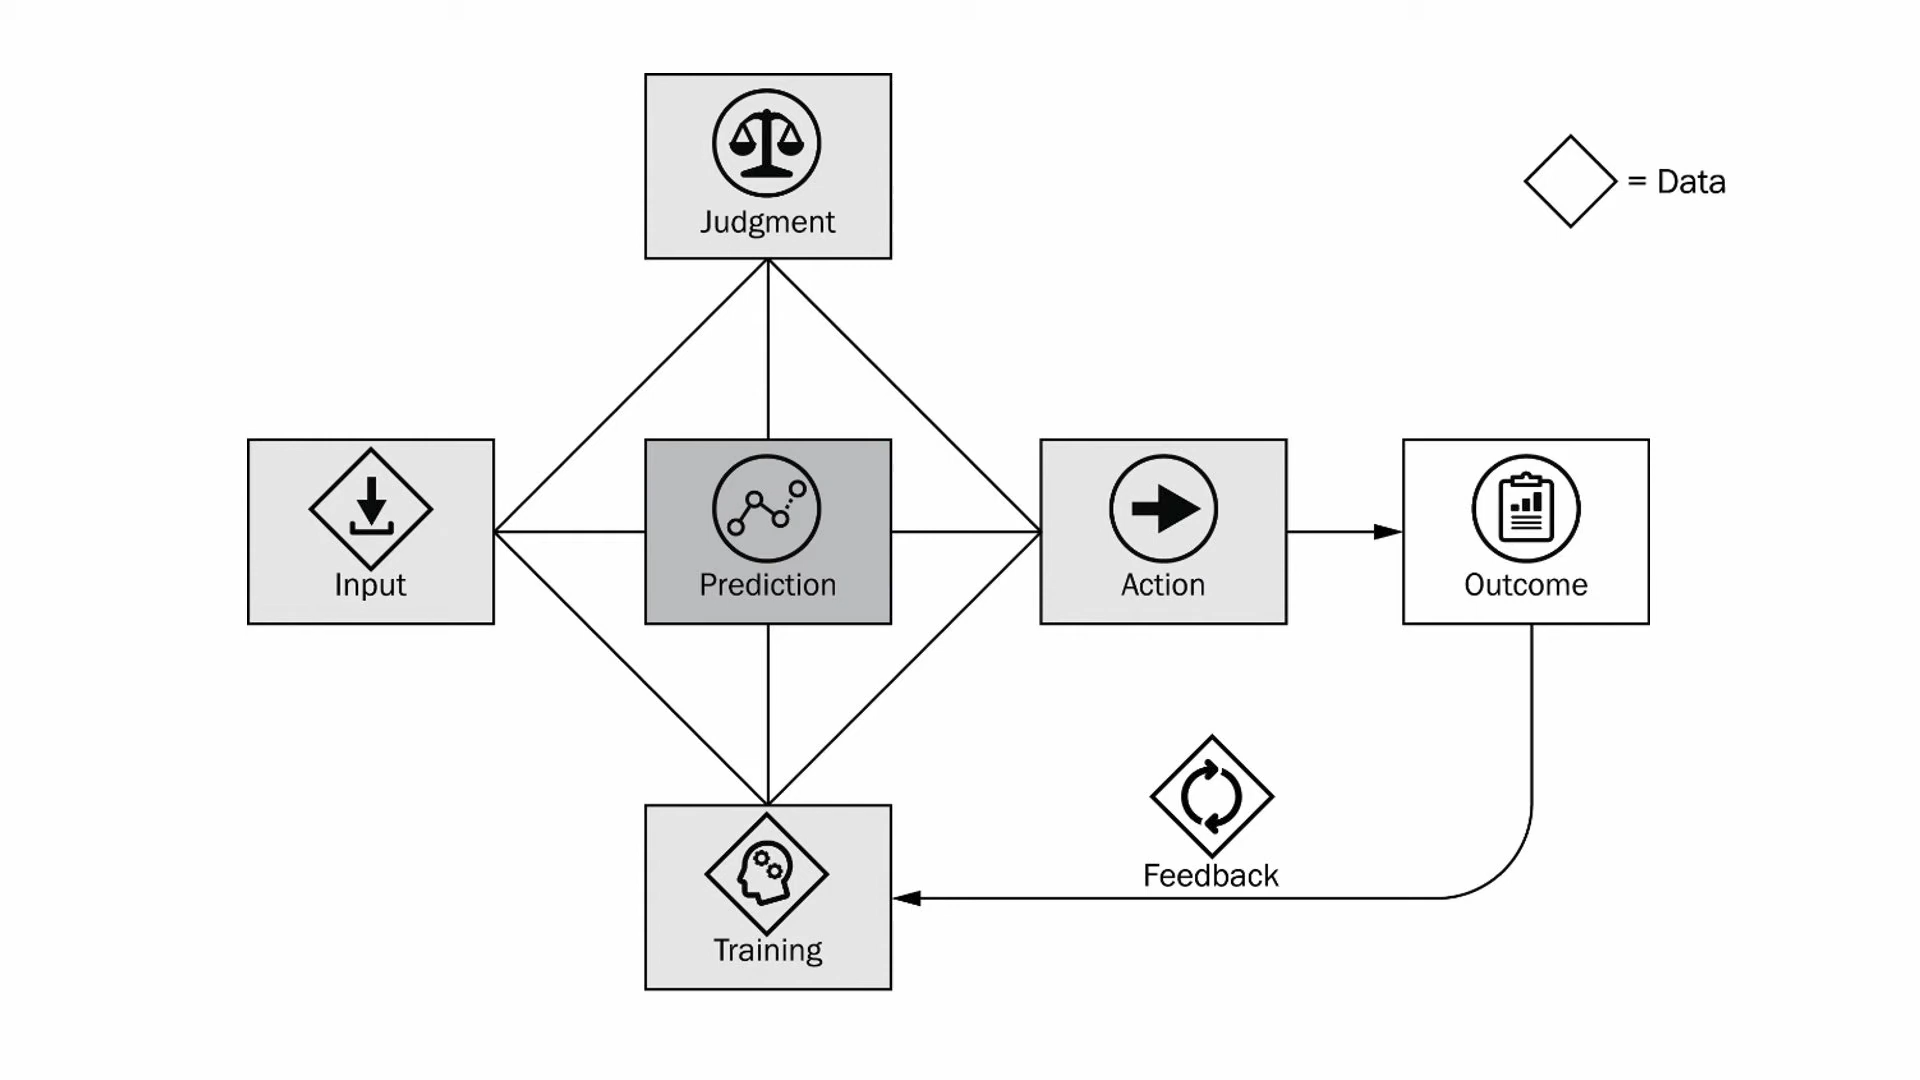 Judgment
= Data
Input
Prediction
Action
Outcome
Feedback
Training